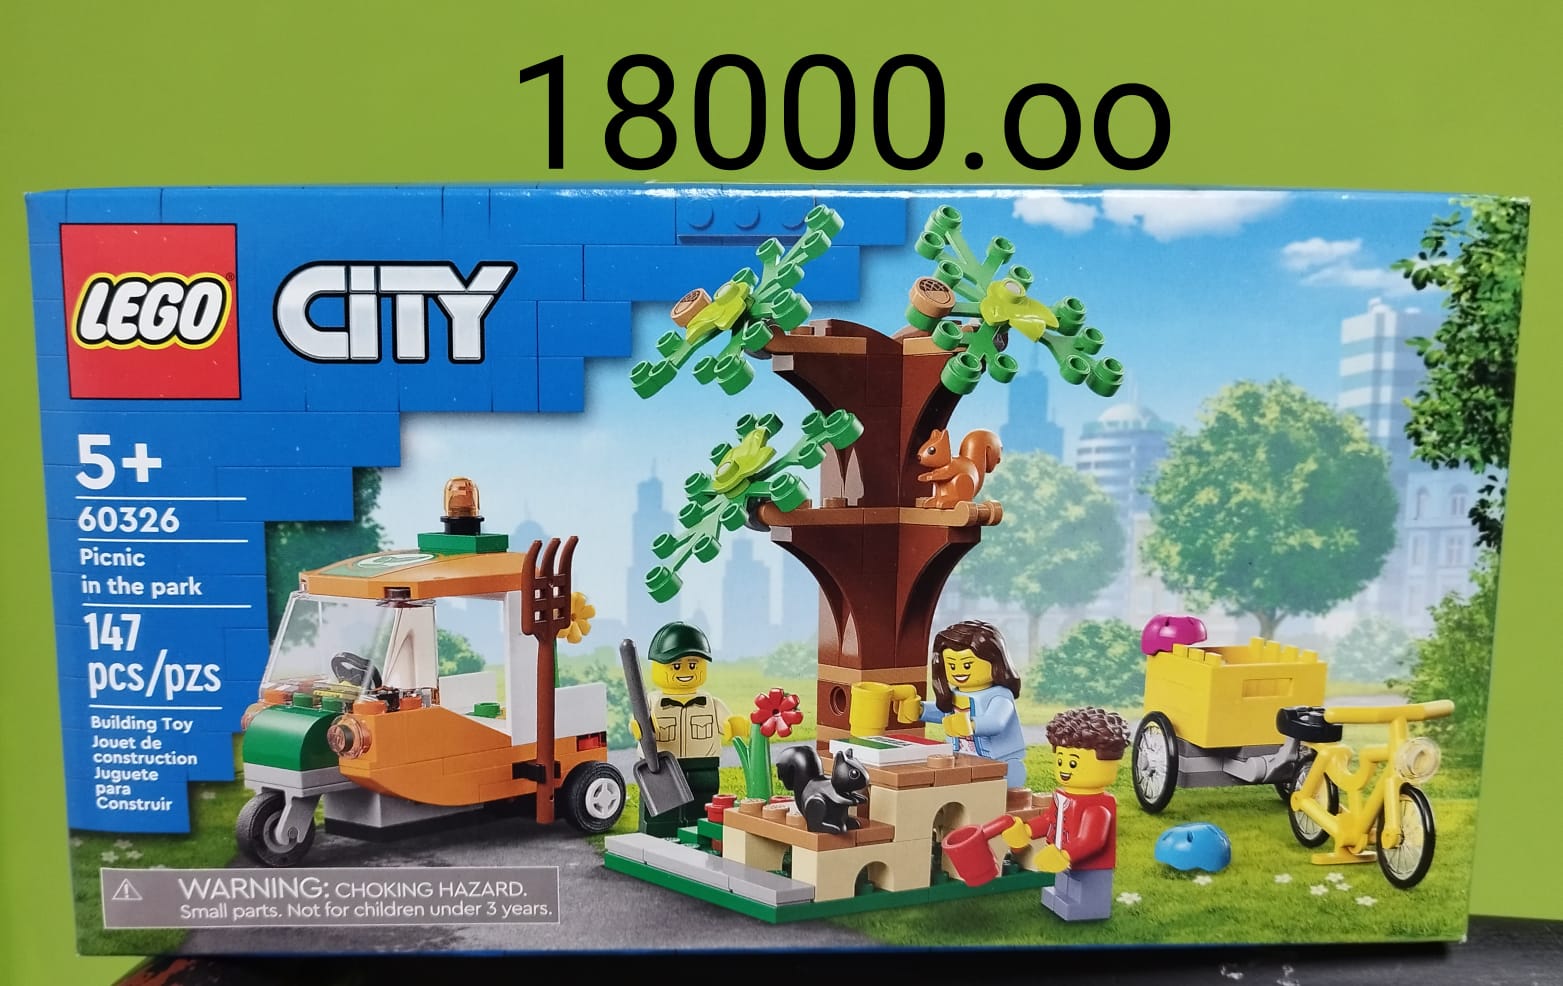 18000.oo
LEGO
CITY
5+
60326
Picnic
in the park
147
pcs/pzs
Building Toy
Jouet de
construction
Juguete
para
Construir
WARNING: CHOKING HAZARD.
Small parts. Not for children under 3 years.